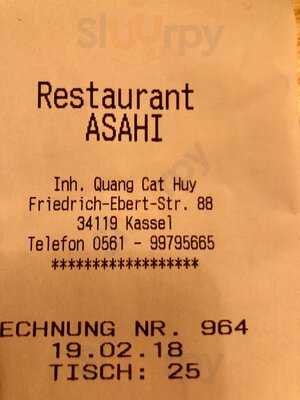 sluurpy
Restaurant
ASAHI
Inh. Quang Cat Huy
Friedrich-Ebert-Str. 88
34119 Kassel
Telefon 0561 - 99795665
******************
ECHNUNG NR. 964
19.02.18
TISCH: 25